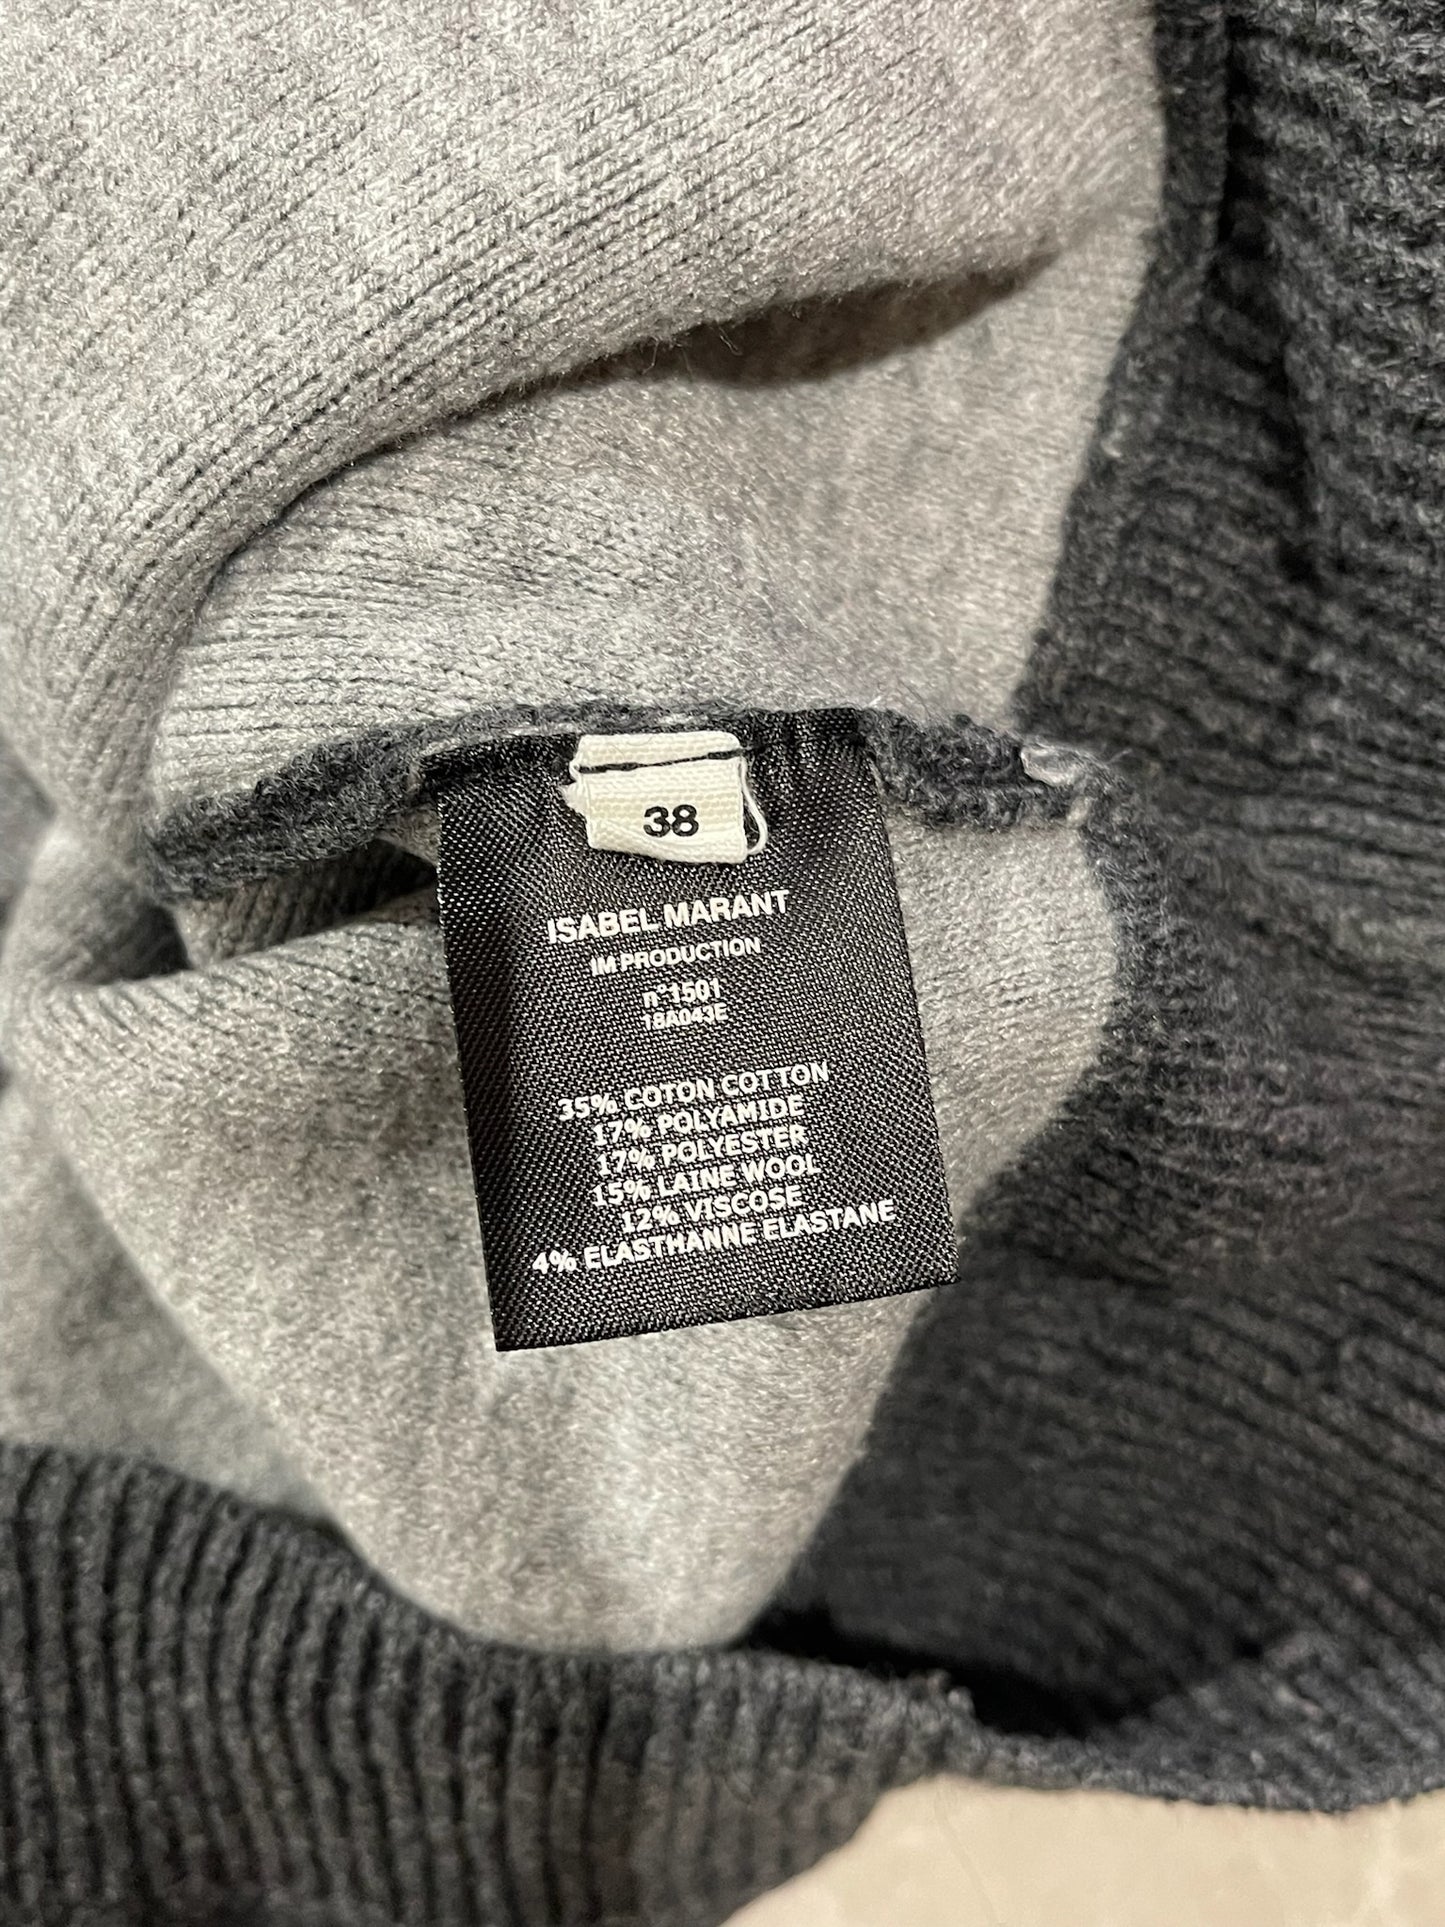 38
ISABEL MARANT
IM PRODUCTION
n°1501
18A043E
35% COTON COTTON
17% POLYAMIDE
17% POLYESTER
15% LAINE WOOL
12% VISCOSE
4% ELASTHANNE ELASTANE